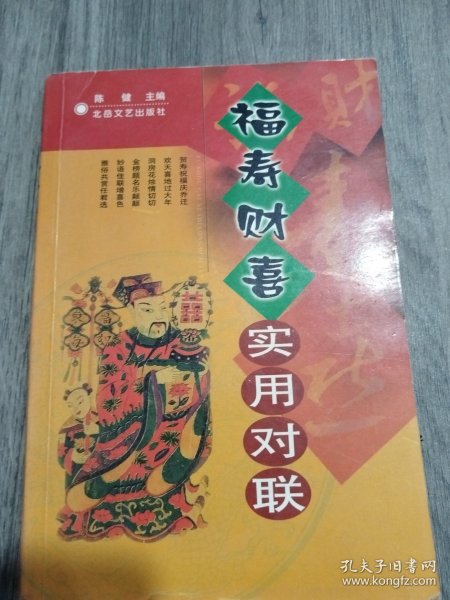 陈健 主编
北岳文艺出版社
福寿财喜
实用对联
贺寿祝福庆乔迁
欢天喜地过大年
洞房花烛情切切
金榜题名乐颠颠
妙语佳联增喜色
雅俗共赏任君选
孔夫子旧书网
www.kongfz.com